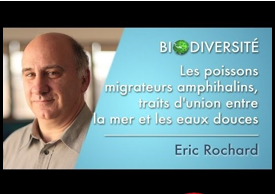 BIODIVERSITÉ
Les poissons
migrateurs amphihalins,
traits d'union entre
la mer et les eaux douces
Eric Rochard